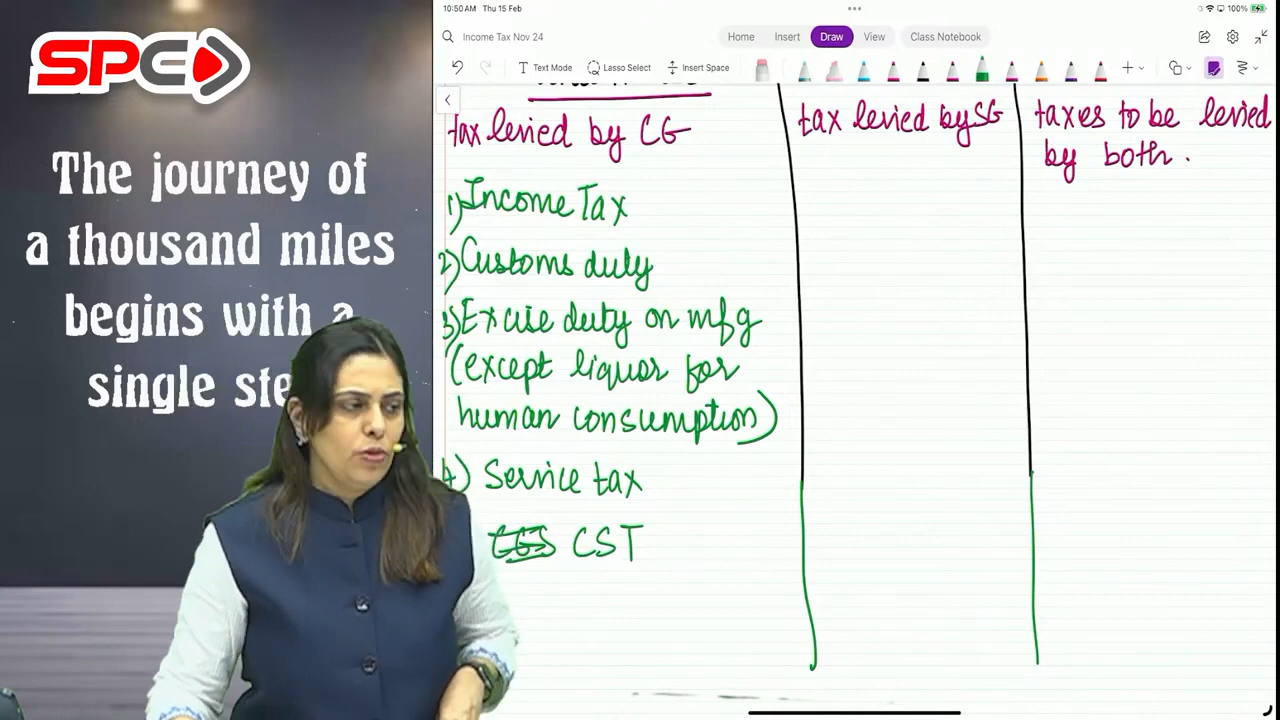 SPED
The journey of
a thousand miles
begins with a
single ste
10:50 AM Thu 15 Feb
100%
Income Tax Nov 24
Home Insert Draw View Class Notebook
Text Mode Lasso Select Insert Space
tax levied by CG
1) Income Tax
2) Customs duty
3) Excise duty on mfg
(except liquor for
human consumption)
4) Service tax
CST
tax levied by SG
taxes to be levied
by both.